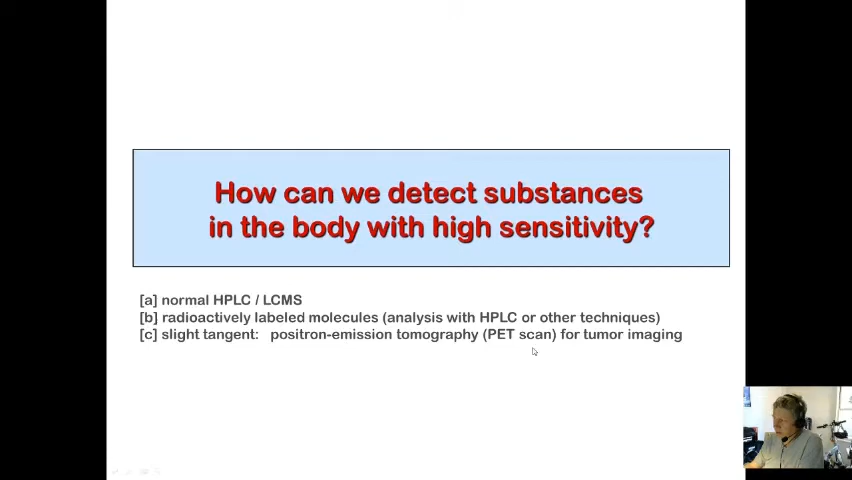 How can we detect substances
in the body with high sensitivity?
[a] normal HPLC / LCMS
[b] radioactively labeled molecules (analysis with HPLC or other techniques)
[c] slight tangent: positron-emission tomography (PET scan) for tumor imaging